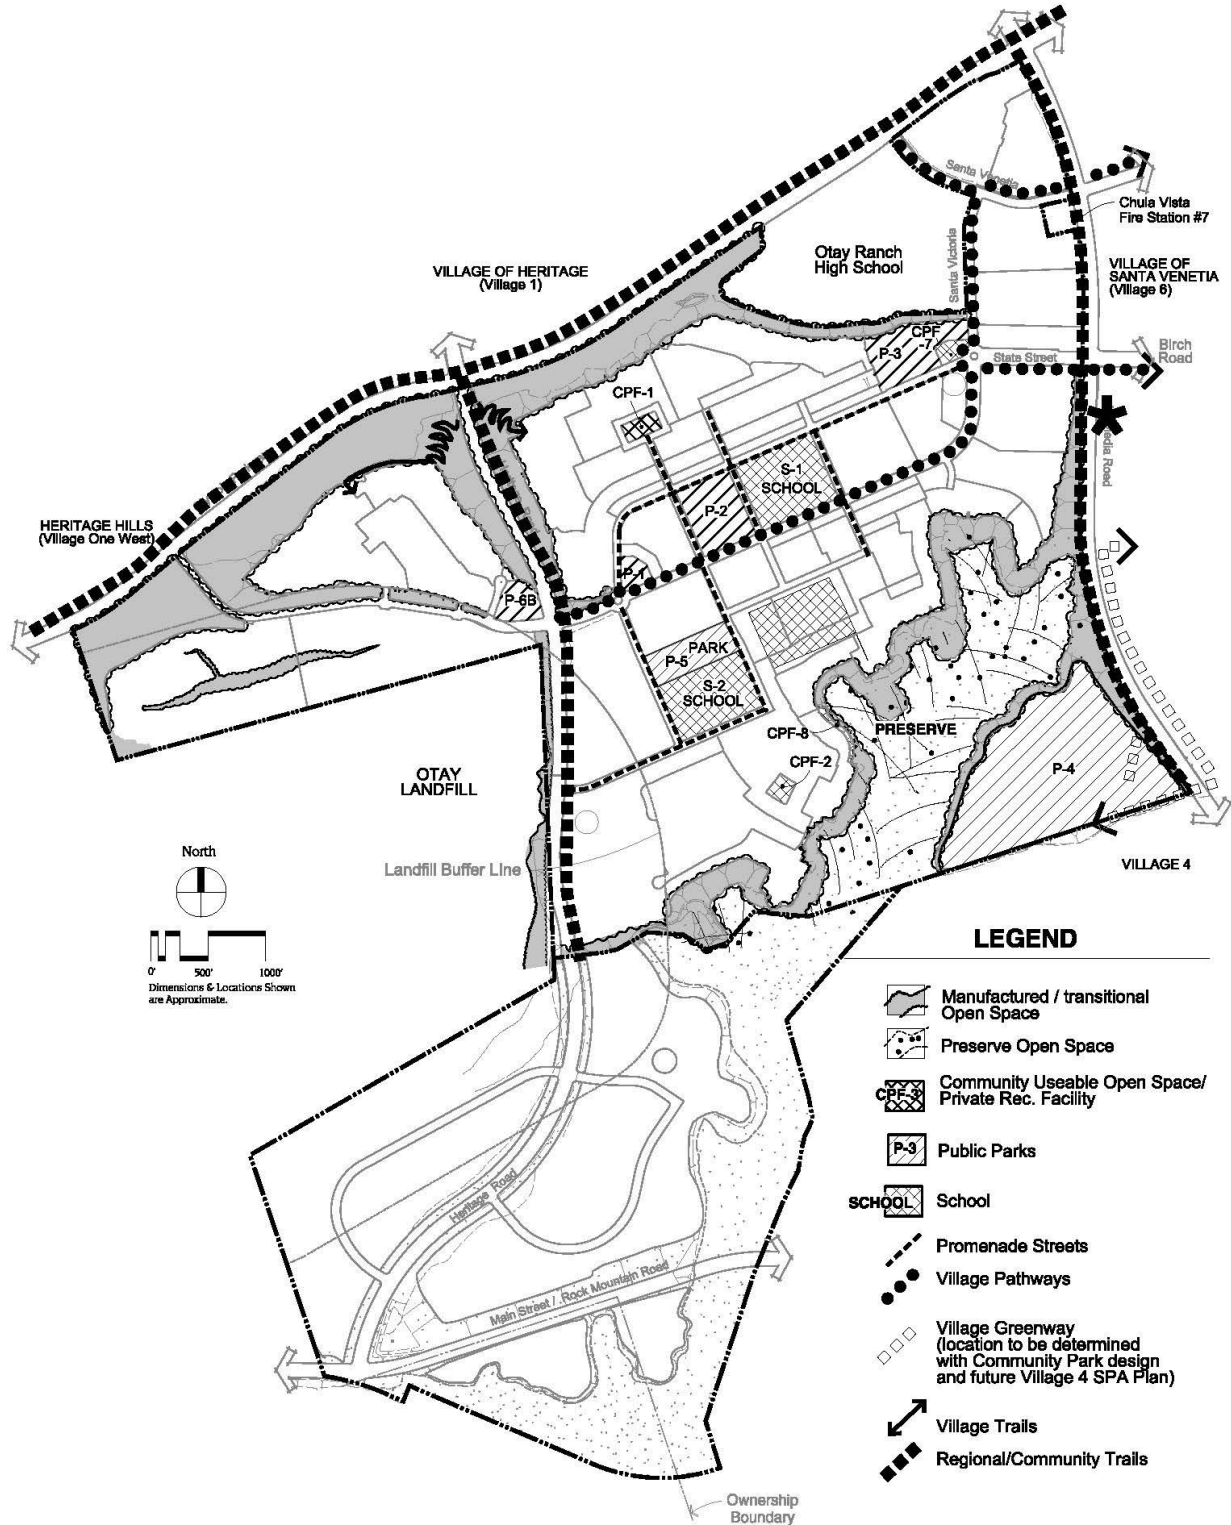 Santa Venetia
Chula Vista
Fire Station #7
Otay Ranch
High School
Santa Victoria
VILLAGE OF HERITAGE
(Village 1)
VILLAGE OF
SANTA VENETIA
(Village 6)
CPF
-7
P-3
State Street
Birch
Road
CPF-1
S-1
SCHOOL
P-2
HERITAGE HILLS
(Village One West)
P-1
P-6B
PARK
P-5
S-2
SCHOOL
CPF-8
PRESERVE
CPF-2
P-4
OTAY
LANDFILL
North
Landfill Buffer Line
VILLAGE 4
0' 500' 1000'
Dimensions & Locations Shown
are Approximate.
LEGEND
Manufactured / transitional
Open Space
Preserve Open Space
CPF-3
Community Useable Open Space/
Private Rec. Facility
P-3
Public Parks
SCHOOL
School
Promenade Streets
Village Pathways
Village Greenway
(location to be determined
with Community Park design
and future Village 4 SPA Plan)
Village Trails
Regional/Community Trails
Heritage Road
Main Street / Rock Mountain Road
Ownership
Boundary